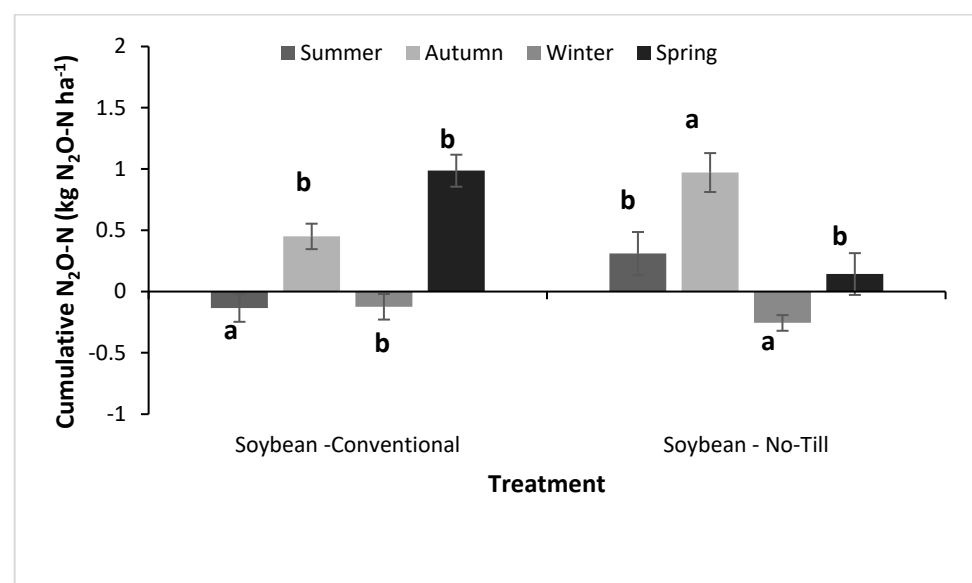 Cumulative N₂O-N (kg N₂O-N ha⁻¹)
2
1.5
1
0.5
0
-0.5
-1
Summer Autumn Winter Spring
a
b
b
b
b
a
a
b
Soybean -Conventional
Soybean - No-Till
Treatment